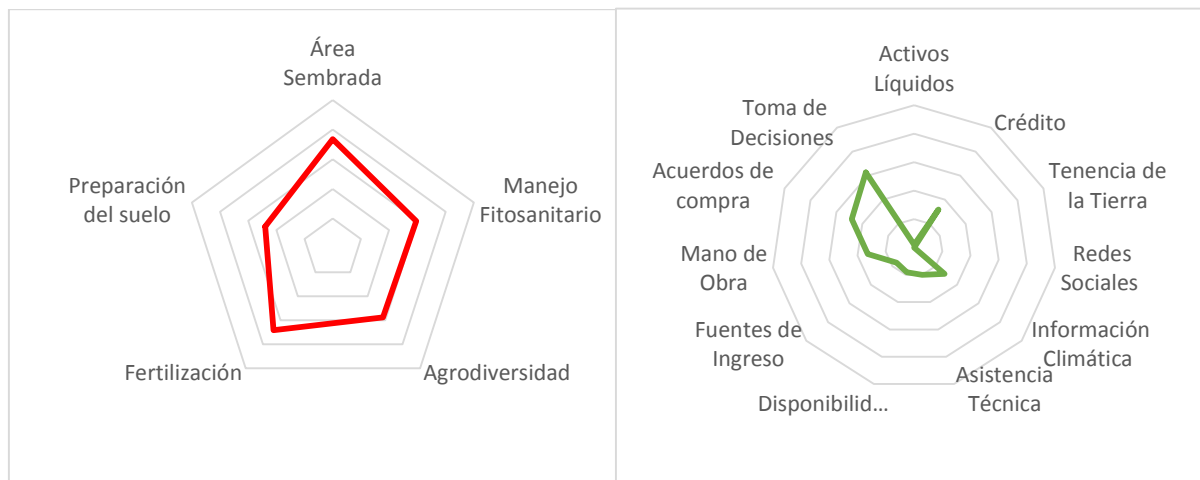 Área
Sembrada
Manejo
Fitosanitario
Agrodiversidad
Fertilización
Preparación
del suelo
Activos
Líquidos
Crédito
Tenencia de
la Tierra
Redes
Sociales
Información
Climática
Asistencia
Técnica
Disponibilid...
Fuentes de
Ingreso
Mano de
Obra
Acuerdos de
compra
Toma de
Decisiones